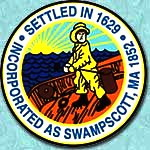 SETTLED IN 1629
INCORPORATED AS SWAMPSCOTT, MA 1852